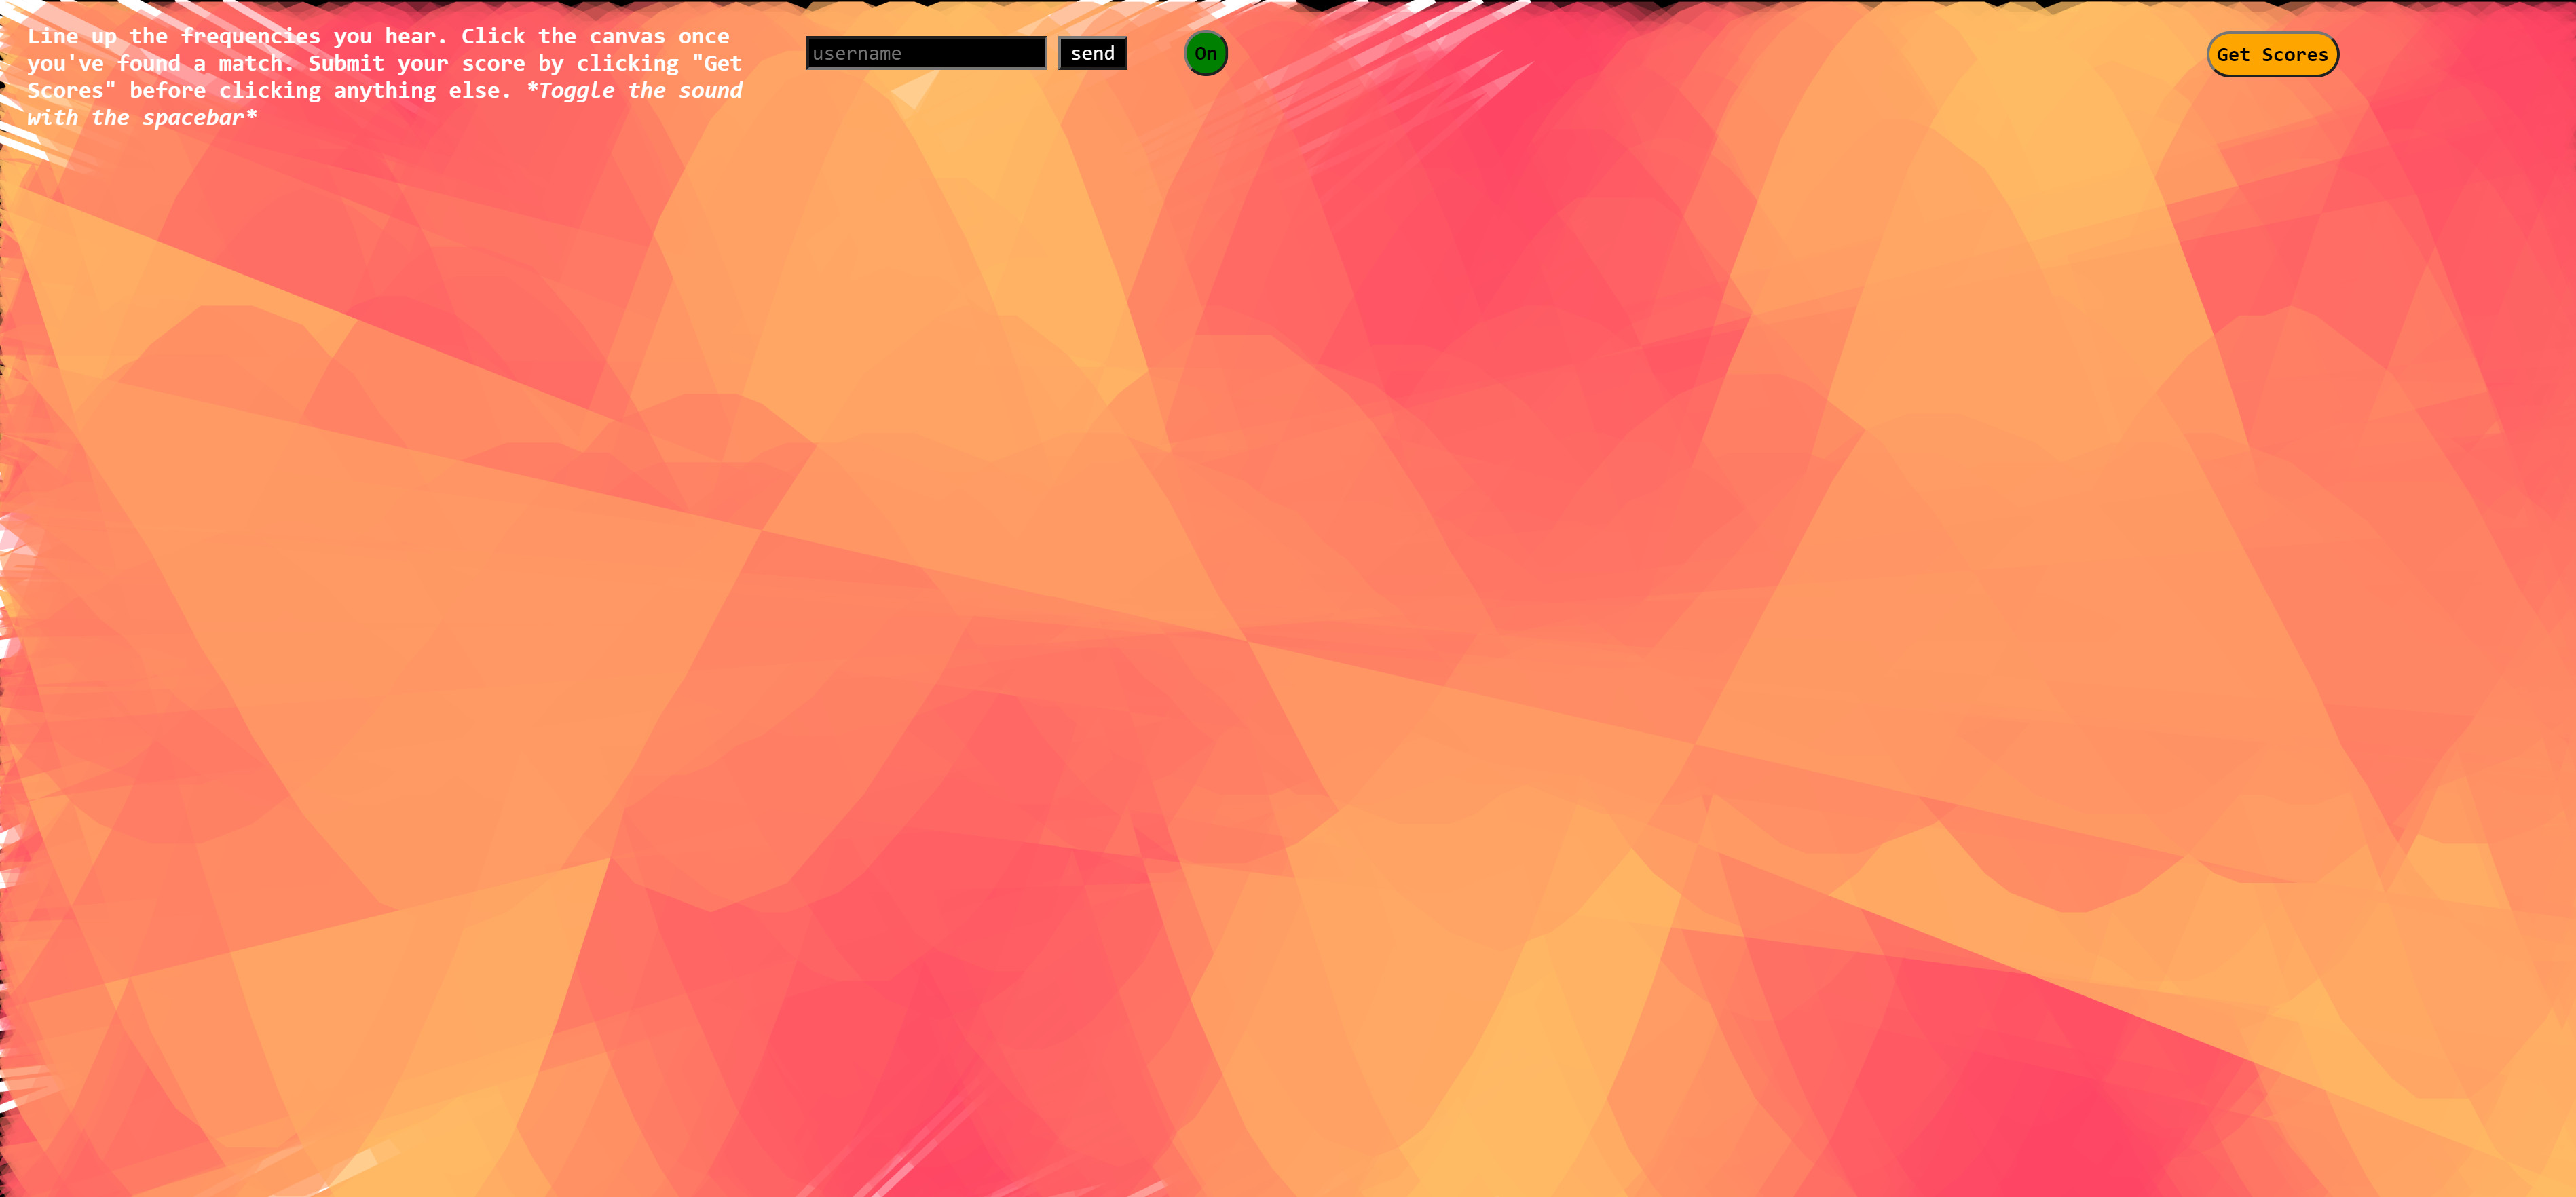 Line up the frequencies you hear. Click the canvas once
you've found a match. Submit your score by clicking "Get
Scores" before clicking anything else. *Toggle the sound
with the spacebar*
username
send
On
Get Scores